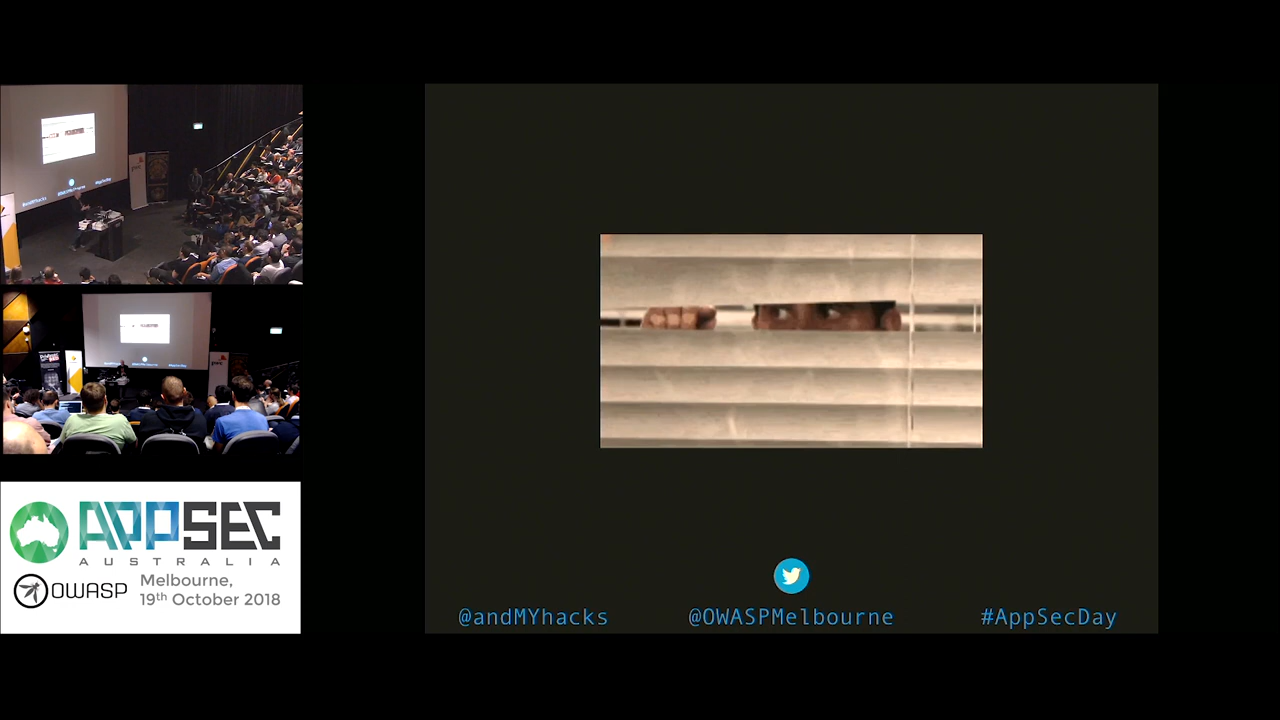 APPSEC
AUSTRALIA
OWASP
Melbourne,
19th October 2018
@andMYhacks
@OWASPMelbourne
#AppSecDay